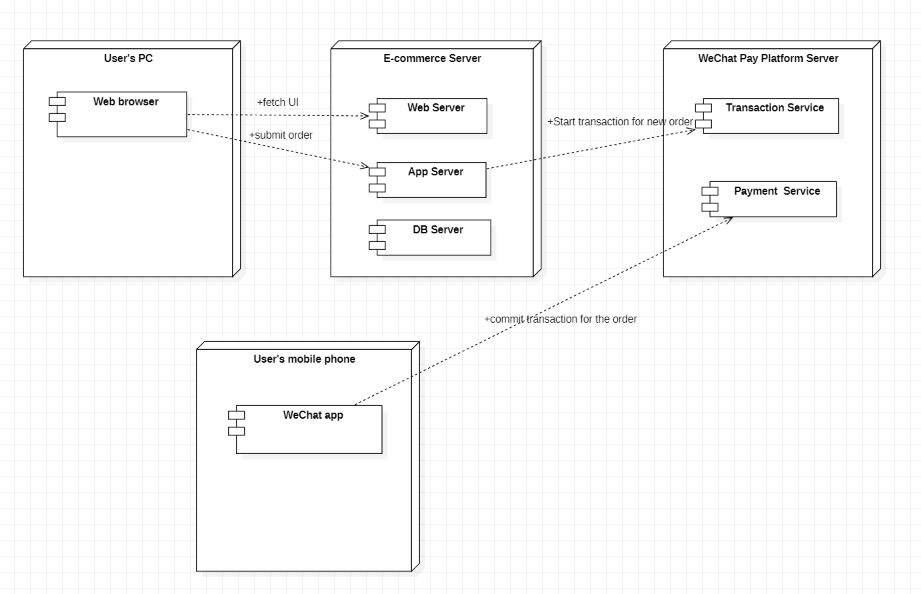 User's PC
Web browser
+fetch UI
+submit order
E-commerce Server
Web Server
App Server
DB Server
+Start transaction for new order
WeChat Pay Platform Server
Transaction Service
Payment  Service
+commit transaction for the order
User's mobile phone
WeChat app